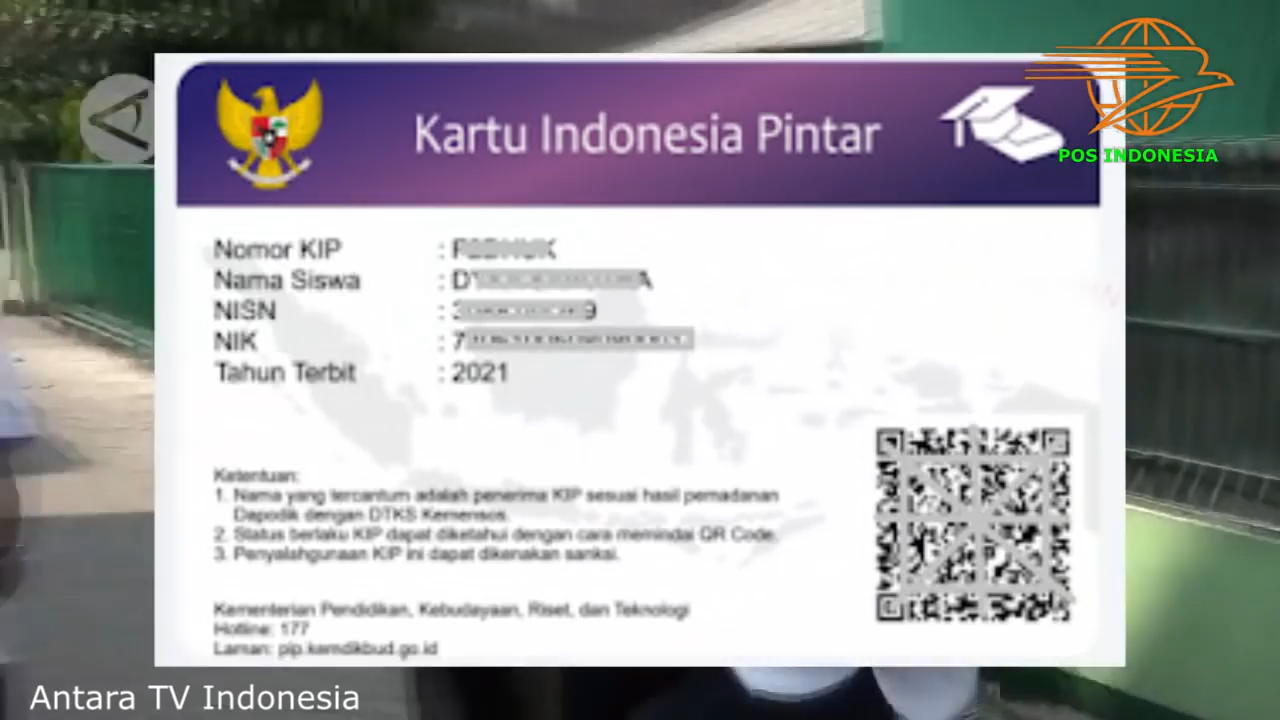 Kartu Indonesia Pintar
POS INDONESIA
Nomor KIP :
Nama Siswa : D A
NISN : 9
NIK : 7
Tahun Terbit : 2021
Ketentuan:
1. Nama yang tercantum adalah penerima KIP sesuai hasil pemadanan
Dapodik dengan DTKS Kemensos.
2. Status berlaku KIP dapat diketahui dengan cara memindai QR Code.
3. Penyalahgunaan KIP ini dapat dikenakan sanksi.
Kementerian Pendidikan, Kebudayaan, Riset, dan Teknologi
Hotline: 177
Laman: pip.kemdikbud.go.id
Antara TV Indonesia